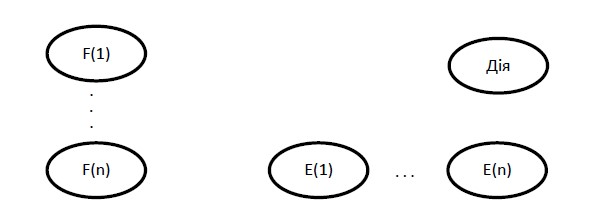 F(1)
Дія
.
.
.
F(n)
E(1)
...
E(n)